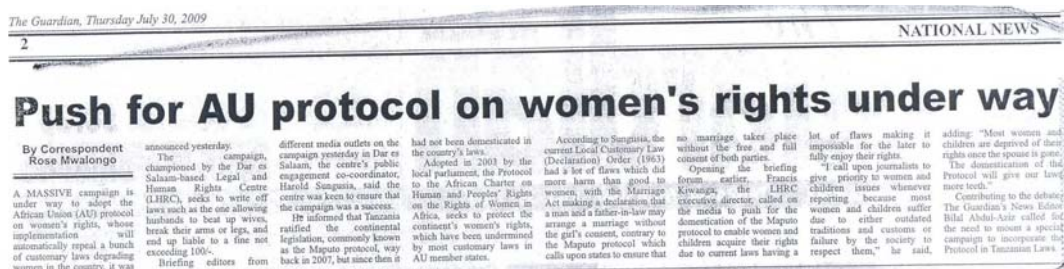 The Guardian, Thursday July 30, 2009
2
NATIONAL NEWS
Push for AU protocol on women's rights under way
By Correspondent
Rose Mwalongo
A MASSIVE campaign is
under way to adopt the
African Union (AU) protocol
on women's rights, whose
implementation will
automatically repeal a bunch
of customary laws degrading
women in the country, it was
announced yesterday.
The campaign,
championed by the Dar es
Salaam-based Legal and
Human Rights Centre
(LHRC), seeks to write off
laws such as the one allowing
husbands to beat up wives,
break their arms or legs, and
end up liable to a fine not
exceeding 100/-.
Briefing editors from
different media outlets on the
campaign yesterday in Dar es
Salaam, the centre's public
engagement co-ordinator,
Harold Sungusia, said the
centre was keen to ensure that
the campaign was a success.
He informed that Tanzania
ratified the continental
legislation, commonly known
as the Maputo protocol, way
back in 2007, but since then it
had not been domesticated in
the country's laws.
Adopted in 2003 by the
local parliament, the Protocol
to the African Charter on
Human and Peoples' Rights
on the Rights of Women in
Africa, seeks to protect the
continent's women's rights,
which have been undermined
by most customary laws in
AU member states.
According to Sungusia, the
current Local Customary Law
(Declaration) Order (1963)
had a lot of flaws which did
more harm than good to
women, with the Marriage
Act making a declaration that
a man and a father-in-law may
arrange a marriage without
the girl's consent, contrary to
the Maputo protocol which
calls upon states to ensure that
no marriage takes place
without the free and full
consent of both parties.
Opening the briefing
forum earlier, Francis
Kiwanga, the LHRC
executive director, called on
the media to push for the
domestication of the Maputo
protocol to enable women and
children acquire their rights
due to current laws having a
lot of flaws making it
impossible for the later to
fully enjoy their rights.
"I call upon journalists to
give priority to women and
children issues whenever
reporting because most
women and children suffer
due to either outdated
traditions and customs or
failure by the society to
respect them," he said,
adding: "Most women and
children are deprived of their
rights once the spouse is gone.
The domestication of the
Protocol will give our laws
more teeth."
Contributing to the debate,
The Guardian's News Editor
Bilal Abdul-Aziz called for
the need to mount a special
campaign to incorporate the
Protocol in Tanzanian Laws